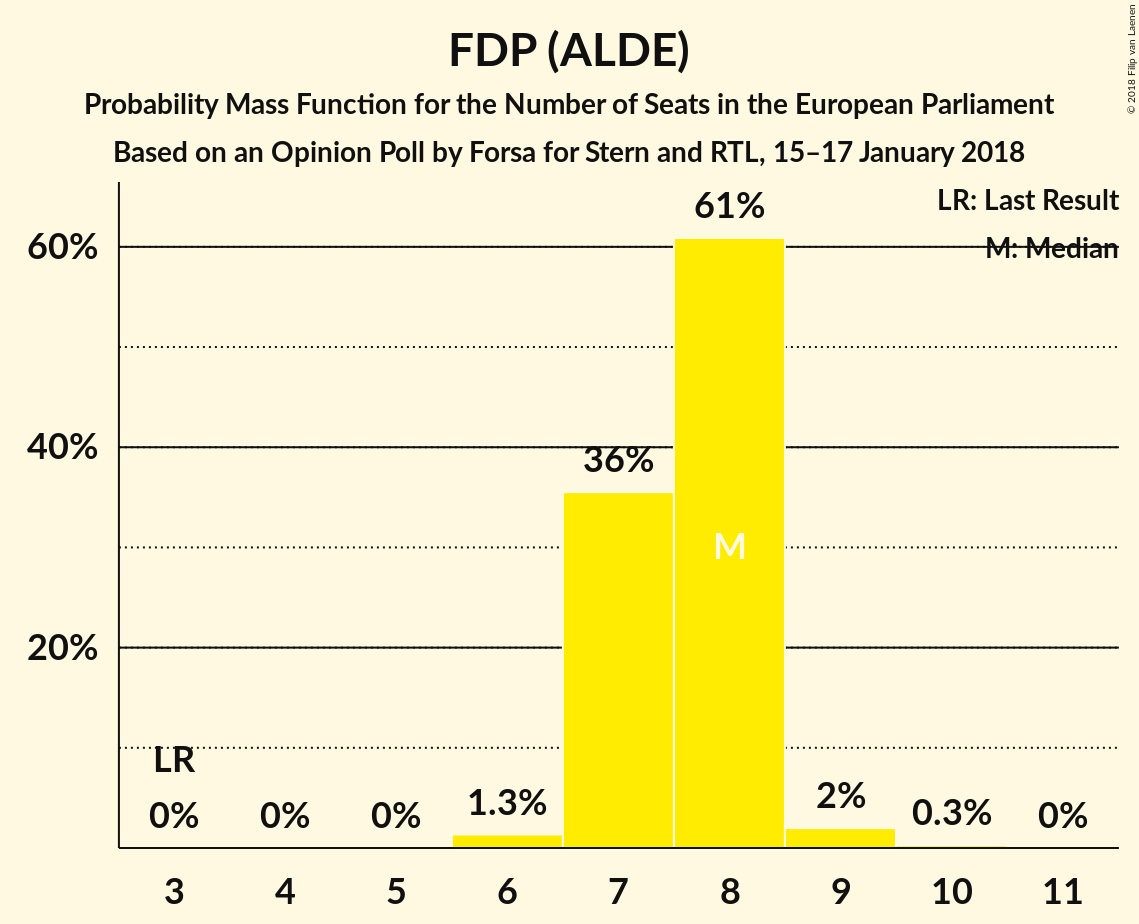 FDP (ALDE)
Probability Mass Function for the Number of Seats in the European Parliament
Based on an Opinion Poll by Forsa for Stern and RTL, 15–17 January 2018
© 2018 Filip van Laenen
LR: Last Result
M: Median
60%
40%
20%
LR
0%
0%
0%
1.3%
36%
61%
M
2%
0.3%
0%
3 4 5 6 7 8 9 10 11